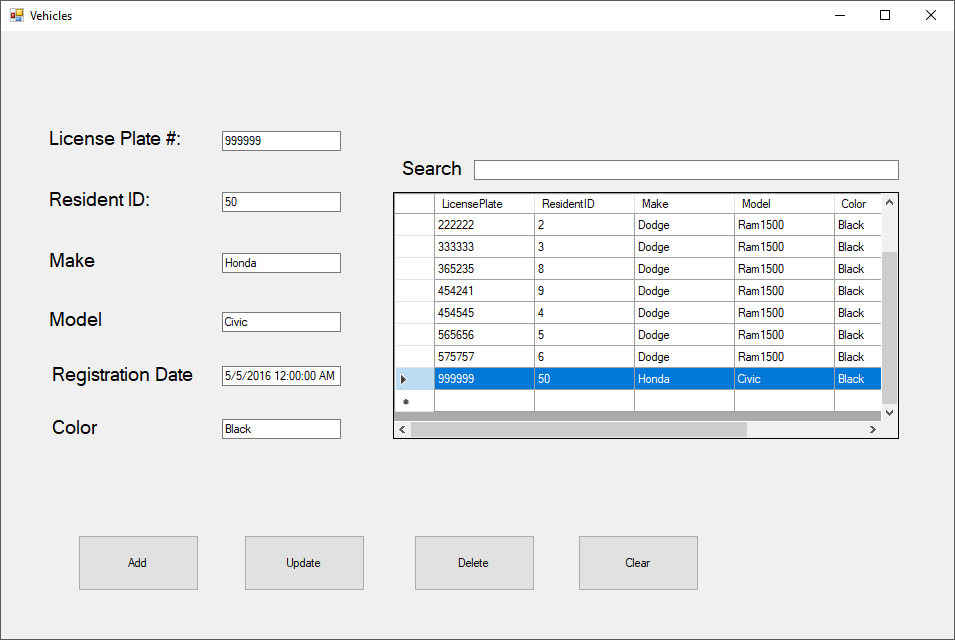 Vehicles
License Plate #: 999999
Resident ID: 50
Make Honda
Model Civic
Registration Date 5/5/2016 12:00:00 AM
Color Black
Search
LicensePlate ResidentID Make Model Color
222222 2 Dodge Ram1500 Black
333333 3 Dodge Ram1500 Black
365235 8 Dodge Ram1500 Black
454241 9 Dodge Ram1500 Black
454545 4 Dodge Ram1500 Black
565656 5 Dodge Ram1500 Black
575757 6 Dodge Ram1500 Black
999999 50 Honda Civic Black
Add Update Delete Clear